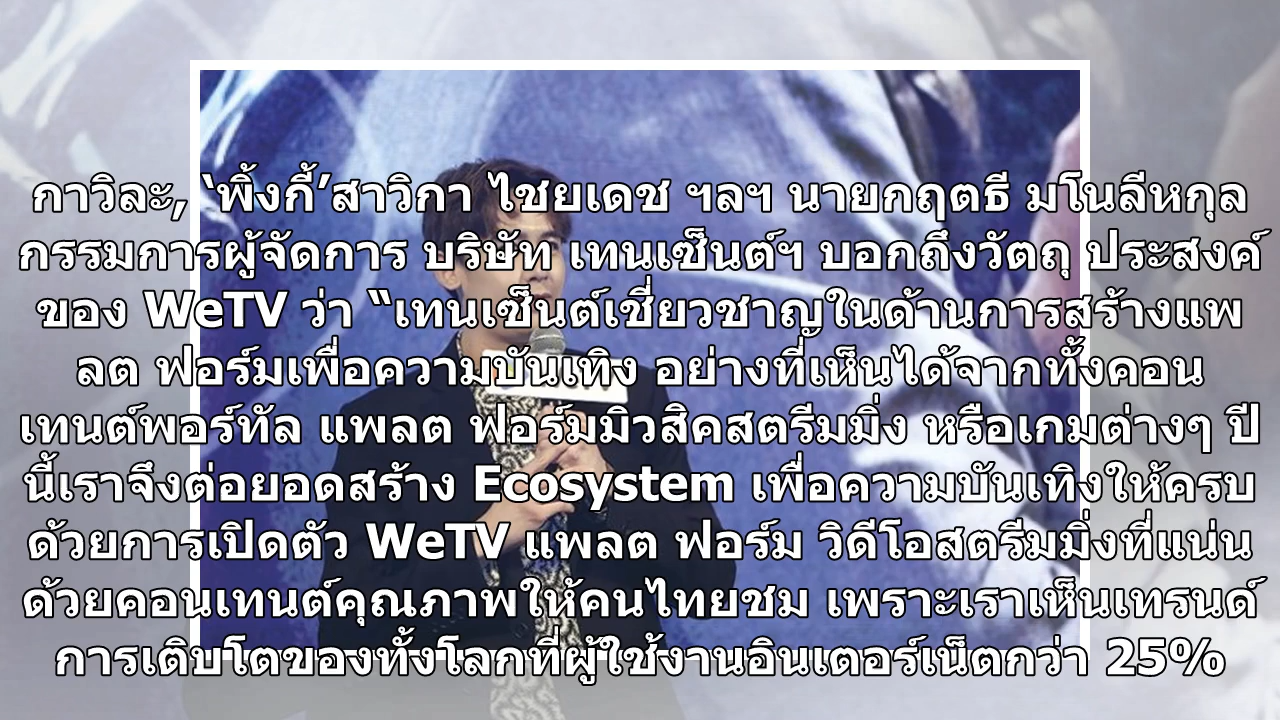 กาวิละ, ‘พิ้งกี้’สาวิกา ไชยเดช ฯลฯ นายกฤตธี มโนลีหกุล
กรรมการผู้จัดการ บริษัท เทนเซ็นต์ฯ บอกถึงวัตถุ ประสงค์
ของ WeTV ว่า “เทนเซ็นต์เชี่ยวชาญในด้านการสร้างแพ
ลต ฟอร์มเพื่อความบันเทิง อย่างที่เห็นได้จากทั้งคอน
เทนต์พอร์ทัล แพลต ฟอร์มมิวสิคสตรีมมิ่ง หรือเกมต่างๆ ปี
นี้เราจึงต่อยอดสร้าง Ecosystem เพื่อความบันเทิงให้ครบ
ด้วยการเปิดตัว WeTV แพลต ฟอร์ม วิดีโอสตรีมมิ่งที่แน่น
ด้วยคอนเทนต์คุณภาพให้คนไทยชม เพราะเราเห็นเทรนด์
การเติบโตของทั้งโลกที่ผู้ใช้งานอินเตอร์เน็ตกว่า 25%